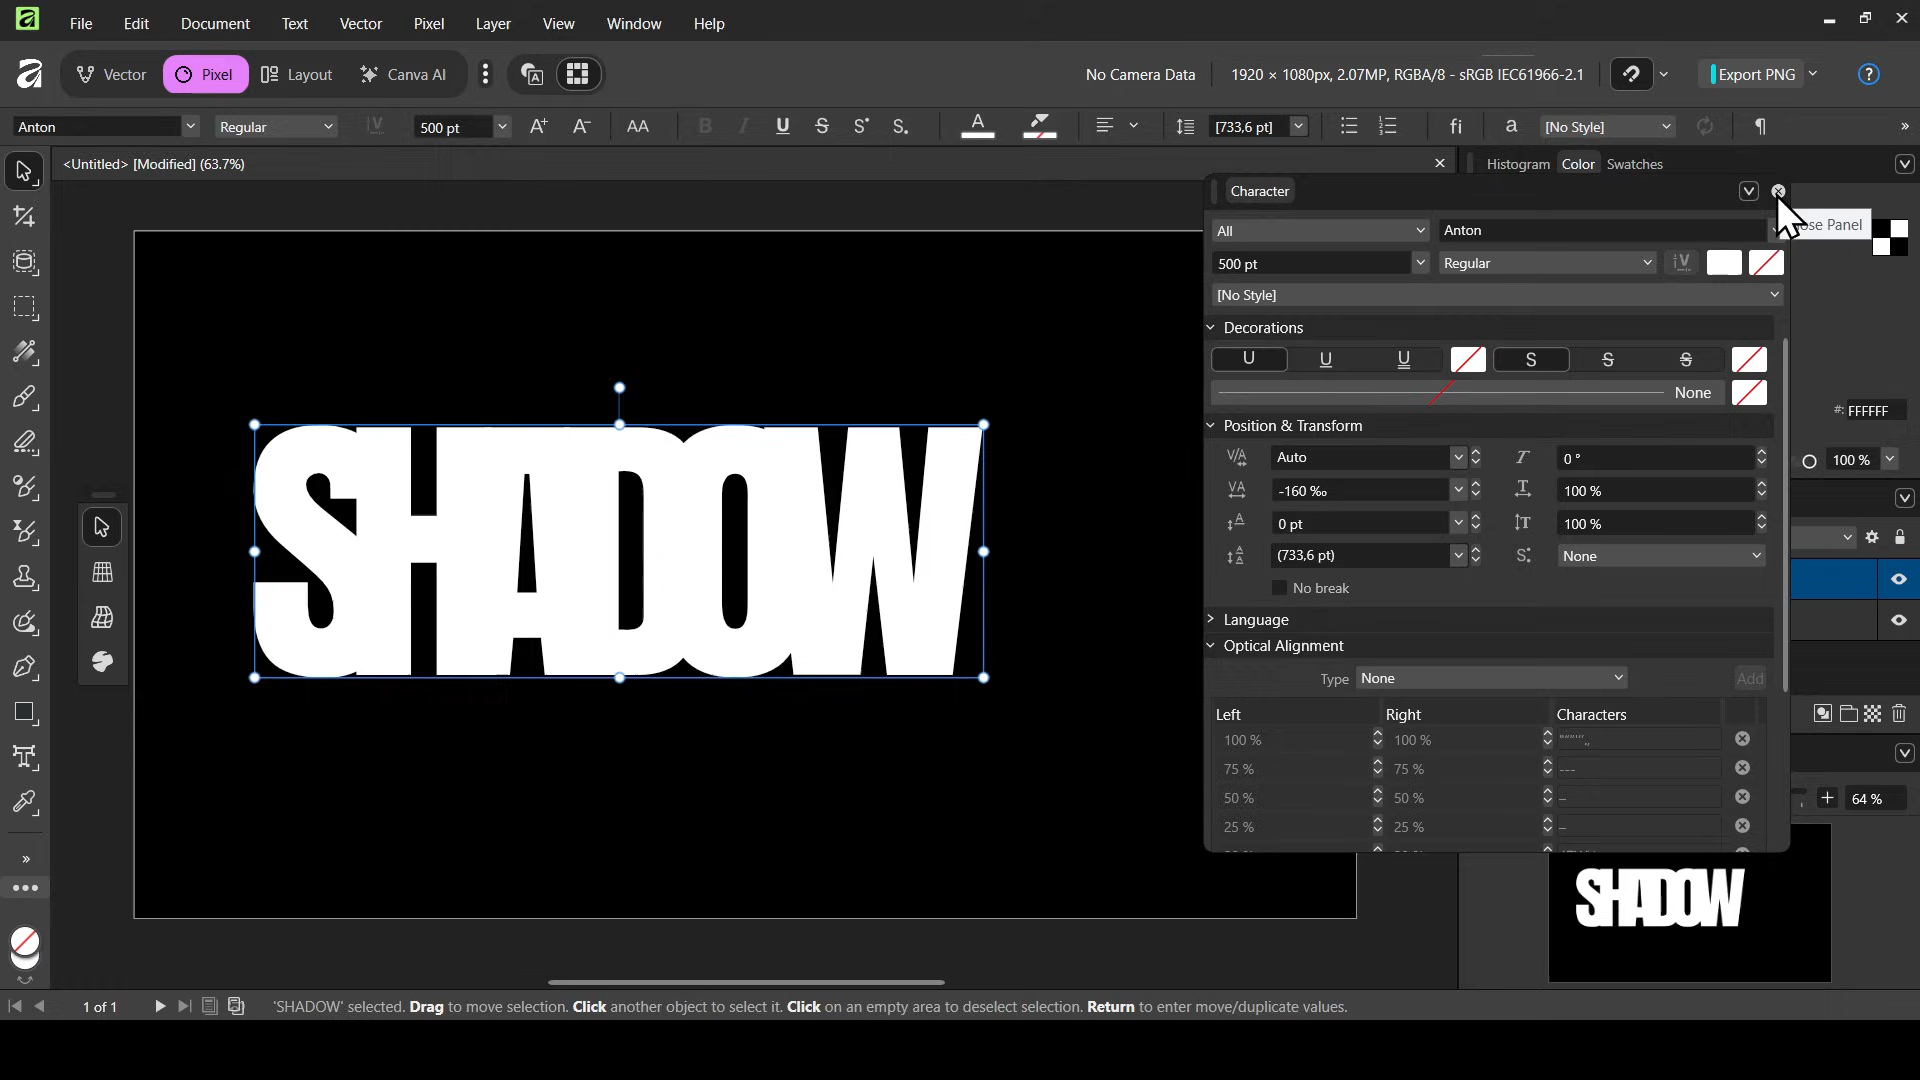 File Edit Document Text Vector Pixel Layer View Window Help
Vector Pixel Layout Canva AI No Camera Data 1920 × 1080px, 2.07MP, RGBA/8 - sRGB IEC61966-2.1 Export PNG ?
Anton Regular 500 pt A+ A- AA B I U S S S. A [733,6 pt] fi a [No Style] ¶ »
<Untitled> [Modified] (63.7%) Histogram Color Swatches
Character
All Anton
500 pt Regular
[No Style]
Decorations
U U U S S S
None
# FFFFFF
Position & Transform
Auto 0 °
100 %
-160 ‰ 100 %
0 pt 100 %
(733,6 pt) None
No break
Language
Optical Alignment
Type None Add
Left Right Characters
100 % 100 %
75 % 75 %
50 % 50 %
25 % 25 %
64 %
SHADOW
SHADOW
1 of 1 'SHADOW' selected. Drag to move selection. Click another object to select it. Click on an empty area to deselect selection. Return to enter move/duplicate values.